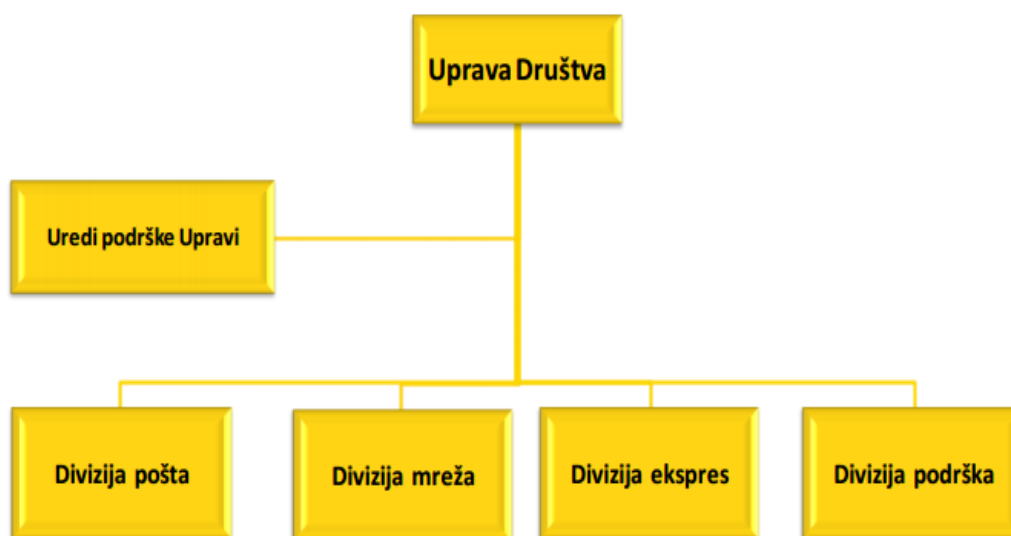 Uprava Društva
Uredi podrške Upravi
Divizija pošta
Divizija mreža
Divizija ekspres
Divizija podrška